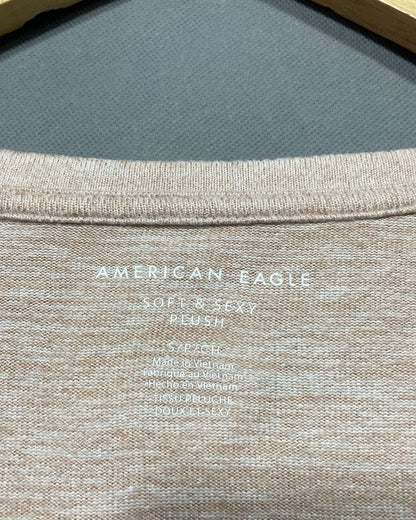 AMERICAN EAGLE
SOFT & SEXY
PLUSH
S/P/CH
Made in Vietnam
Fabriqué au Vietnam
Hecho en Vietnam
TISSU PELUCHE
DOUX ET SEXY